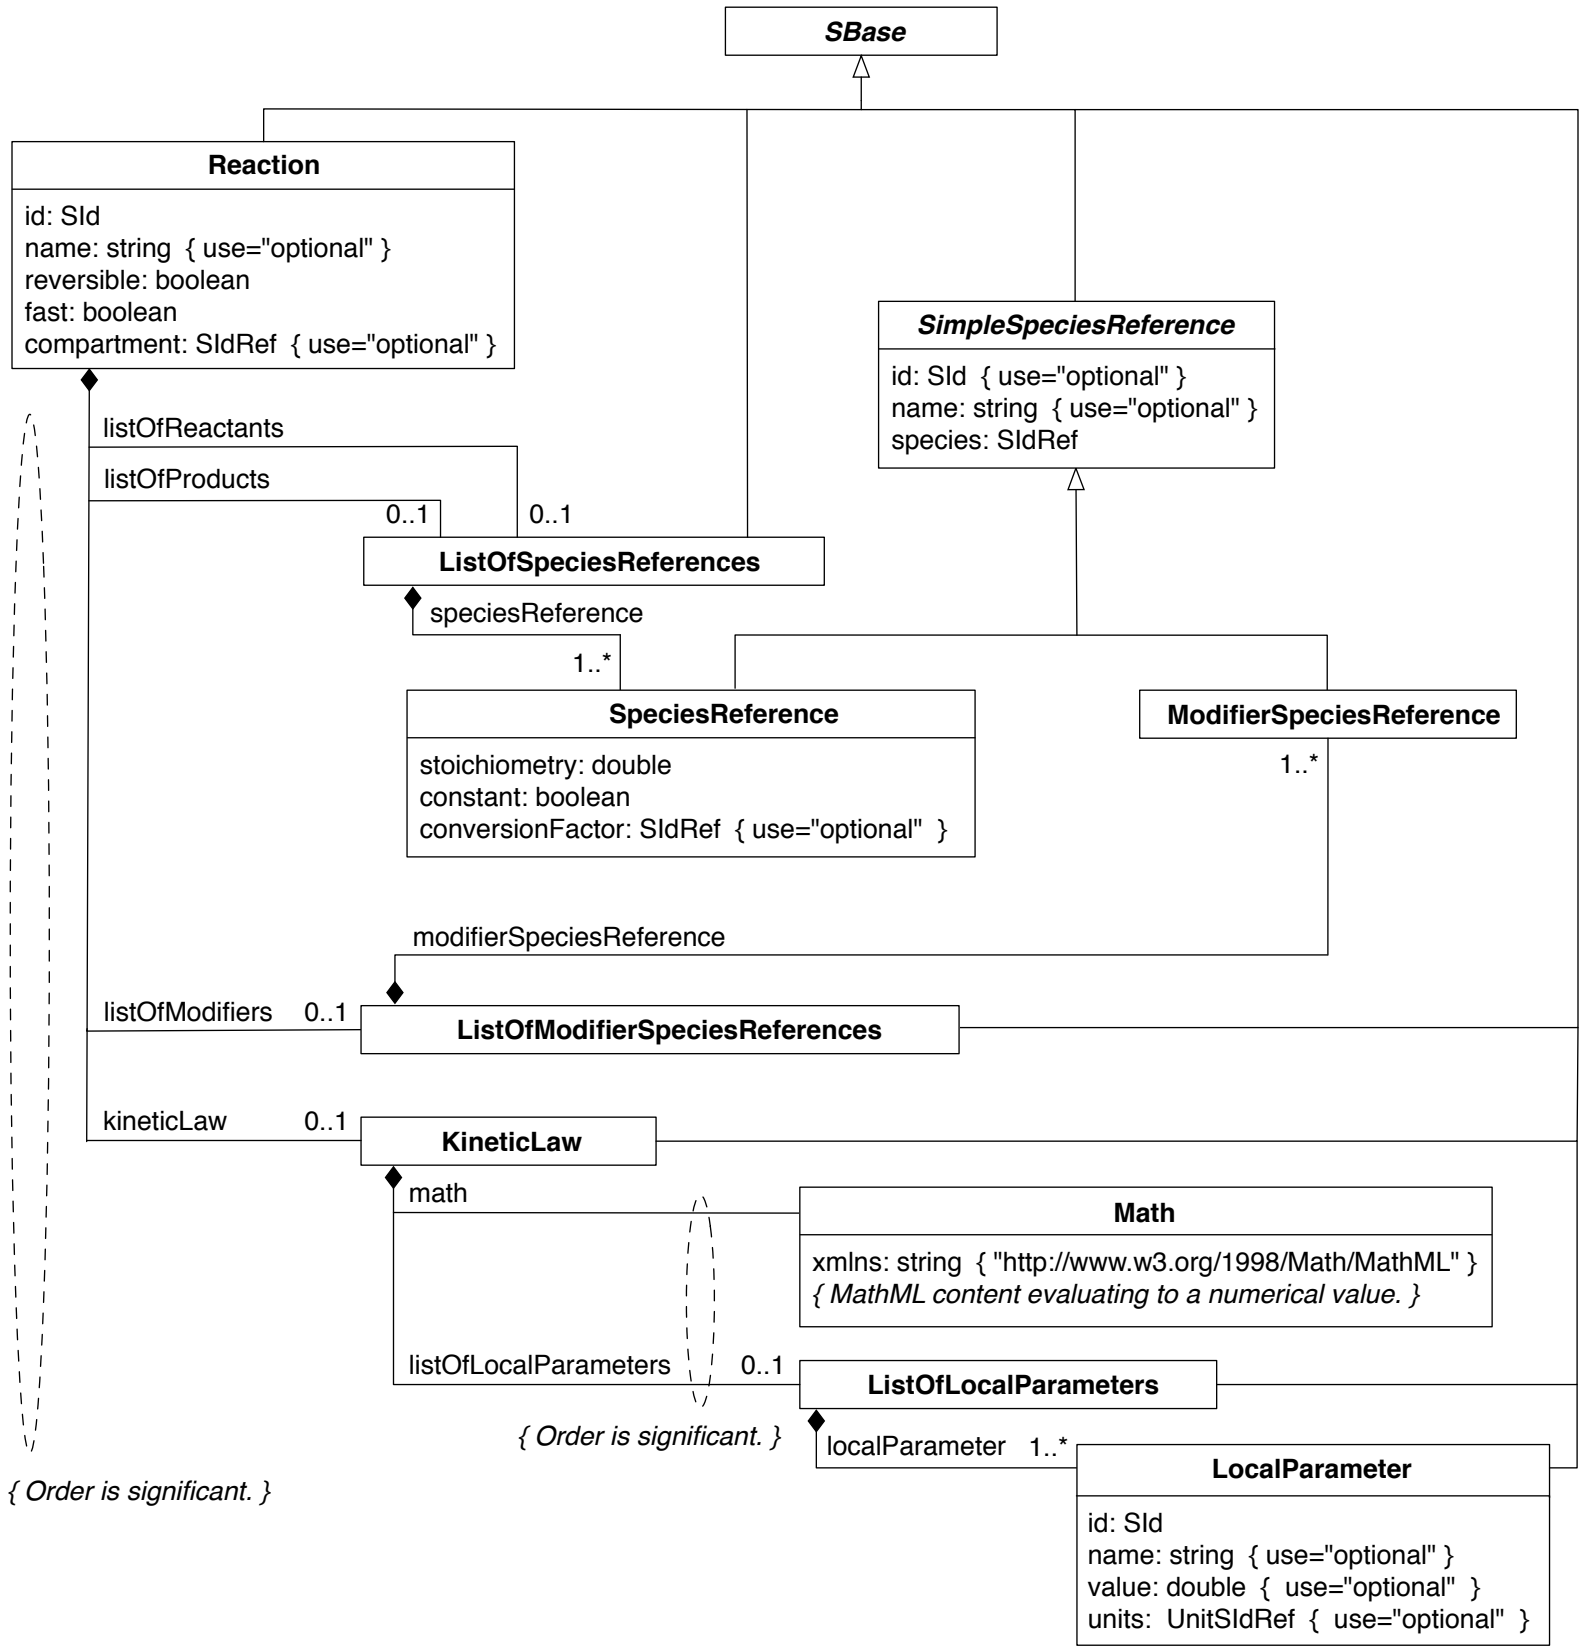 SBase
Reaction
id: SId
name: string { use="optional" }
reversible: boolean
fast: boolean
compartment: SIdRef { use="optional" }
SimpleSpeciesReference
id: SId { use="optional" }
name: string { use="optional" }
species: SIdRef
listOfReactants
listOfProducts
0..1
0..1
ListOfSpeciesReferences
speciesReference
1..*
SpeciesReference
stoichiometry: double
constant: boolean
conversionFactor: SIdRef { use="optional" }
ModifierSpeciesReference
1..*
modifierSpeciesReference
listOfModifiers 0..1
ListOfModifierSpeciesReferences
kineticLaw 0..1
KineticLaw
math
Math
xmlns: string { "http://www.w3.org/1998/Math/MathML" }
{ MathML content evaluating to a numerical value. }
listOfLocalParameters 0..1
ListOfLocalParameters
{ Order is significant. }
localParameter 1..*
LocalParameter
id: SId
name: string { use="optional" }
value: double { use="optional" }
units: UnitSIdRef { use="optional" }
{ Order is significant. }